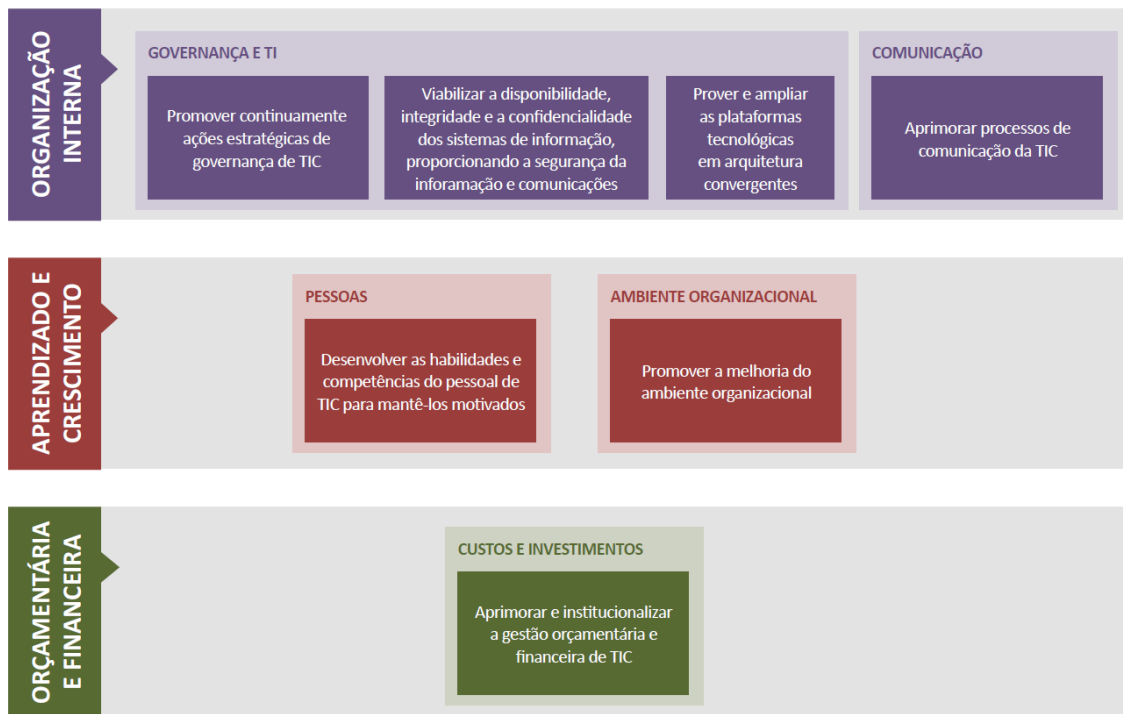 ORGANIZAÇÃO
INTERNA
GOVERNANÇA E TI
Promover continuamente
ações estratégicas de
governança de TIC
Viabilizar a disponibilidade,
integridade e a confidencialidade
dos sistemas de informação,
proporcionando a segurança da
inforamação e comunicações
Prover e ampliar
as plataformas
tecnológicas
em arquitetura
convergentes
COMUNICAÇÃO
Aprimorar processos de
comunicação da TIC
APRENDIZADO E
CRESCIMENTO
PESSOAS
Desenvolver as habilidades e
competências do pessoal de
TIC para mantê-los motivados
AMBIENTE ORGANIZACIONAL
Promover a melhoria do
ambiente organizacional
ORÇAMENTÁRIA
E FINANCEIRA
CUSTOS E INVESTIMENTOS
Aprimorar e institucionalizar
a gestão orçamentária e
financeira de TIC